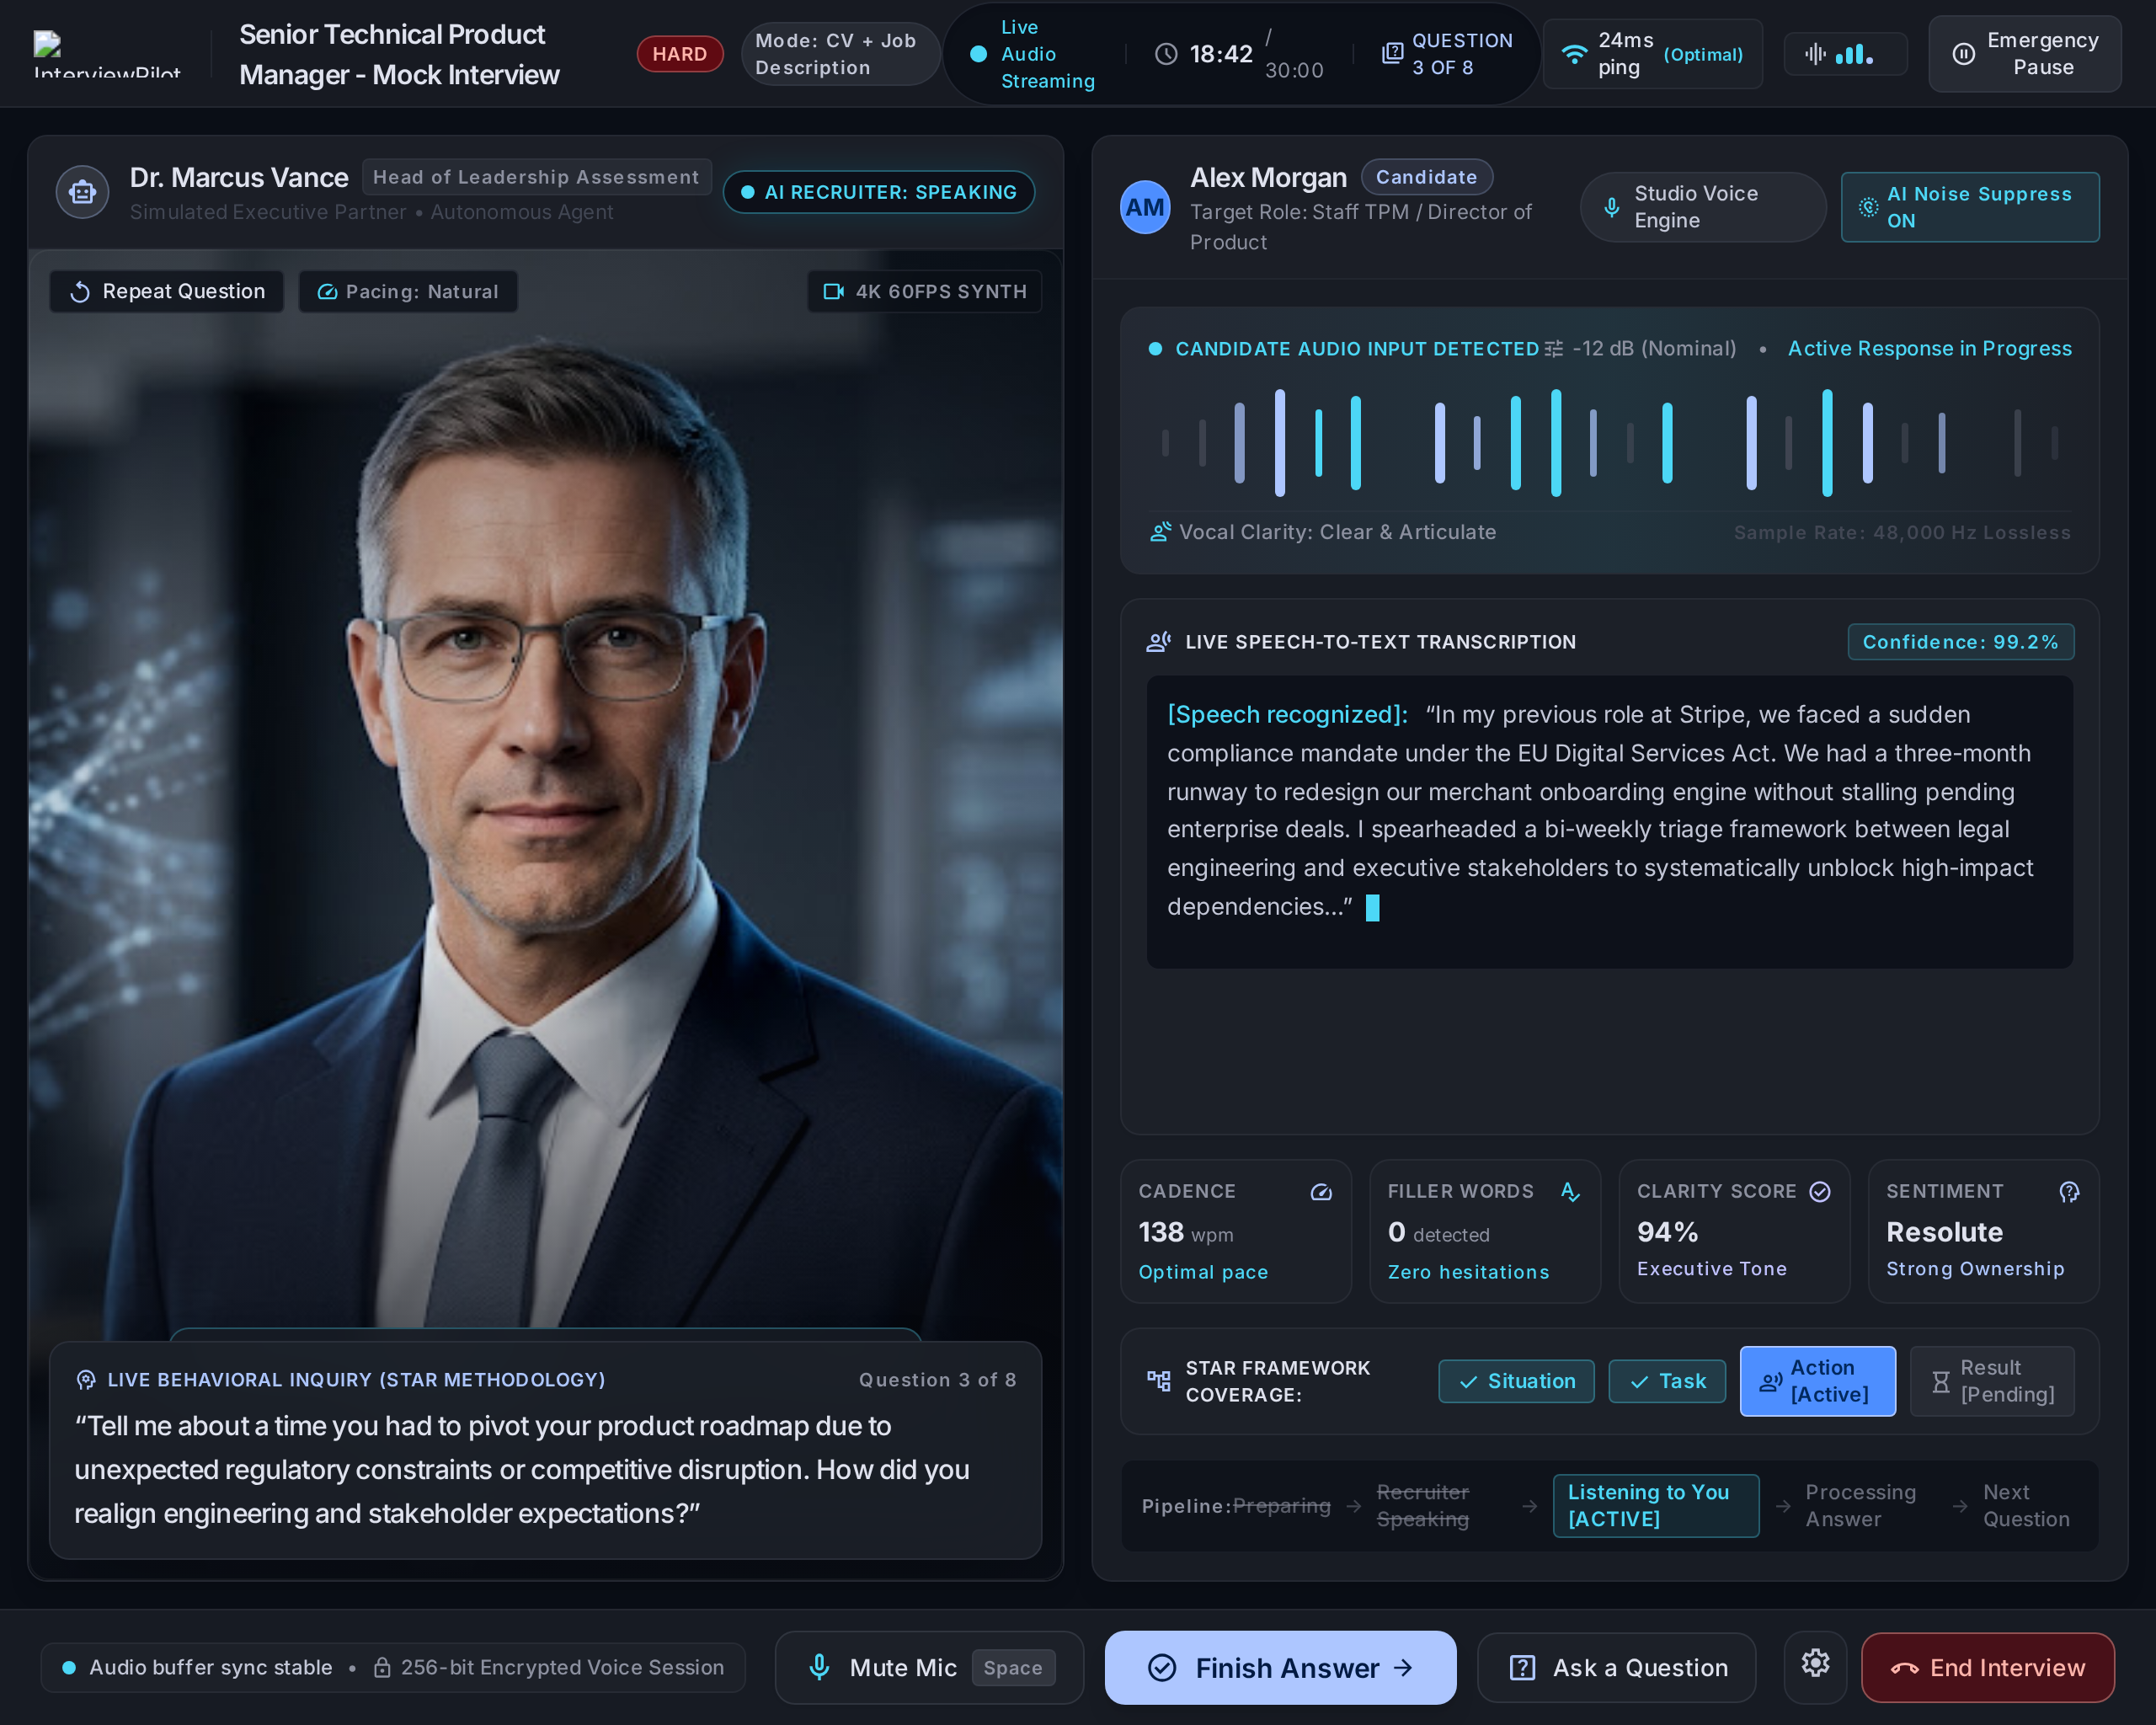 InterviewPilot
Senior Technical Product
Manager - Mock Interview
HARD
Mode: CV + Job
Description
Live
Audio
Streaming
18:42
/
30:00
QUESTION
3 OF 8
24ms
ping
(Optimal)
Emergency
Pause
Dr. Marcus Vance
Head of Leadership Assessment
Simulated Executive Partner • Autonomous Agent
AI RECRUITER: SPEAKING
Repeat Question
Pacing: Natural
4K 60FPS SYNTH
LIVE BEHAVIORAL INQUIRY (STAR METHODOLOGY)
Question 3 of 8
“Tell me about a time you had to pivot your product roadmap due to
unexpected regulatory constraints or competitive disruption. How did you
realign engineering and stakeholder expectations?”
AM
Alex Morgan
Candidate
Target Role: Staff TPM / Director of
Product
Studio Voice
Engine
AI Noise Suppress
ON
CANDIDATE AUDIO INPUT DETECTED
-12 dB (Nominal)
•
Active Response in Progress
Vocal Clarity: Clear & Articulate
Sample Rate: 48,000 Hz Lossless
LIVE SPEECH-TO-TEXT TRANSCRIPTION
Confidence: 99.2%
[Speech recognized]: “In my previous role at Stripe, we faced a sudden
compliance mandate under the EU Digital Services Act. We had a three-month
runway to redesign our merchant onboarding engine without stalling pending
enterprise deals. I spearheaded a bi-weekly triage framework between legal
engineering and executive stakeholders to systematically unblock high-impact
dependencies...”
CADENCE
138 wpm
Optimal pace
FILLER WORDS
0 detected
Zero hesitations
CLARITY SCORE
94%
Executive Tone
SENTIMENT
Resolute
Strong Ownership
STAR FRAMEWORK
COVERAGE:
Situation
Task
Action
[Active]
Result
[Pending]
Pipeline:
Preparing
→
Recruiter
Speaking
→
Listening to You
[ACTIVE]
→
Processing
Answer
→
Next
Question
Audio buffer sync stable
•
256-bit Encrypted Voice Session
Mute Mic
Space
Finish Answer →
Ask a Question
End Interview